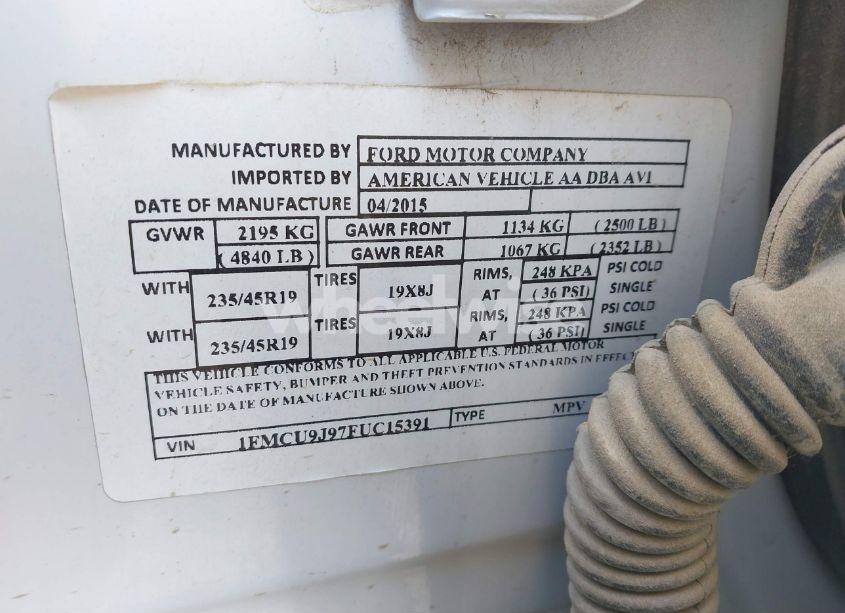 MANUFACTURED BY FORD MOTOR COMPANY
IMPORTED BY AMERICAN VEHICLE AA DBA AVI
DATE OF MANUFACTURE 04/2015
GVWR 2195 KG GAWR FRONT 1134 KG (2500 LB)
(4840 LB) GAWR REAR 1067 KG (2352 LB)
WITH 235/45R19 TIRES 19X8J RIMS, AT 248 KPA (36 PSI) PSI COLD SINGLE
WITH 235/45R19 TIRES 19X8J RIMS, AT 248 KPA (36 PSI) PSI COLD SINGLE
THIS VEHICLE CONFORMS TO ALL APPLICABLE U.S. FEDERAL MOTOR
VEHICLE SAFETY, BUMPER AND THEFT PREVENTION STANDARDS IN EFFECT
ON THE DATE OF MANUFACTURE SHOWN ABOVE.
VIN 1FMCU9J97FUC15391 TYPE MPV